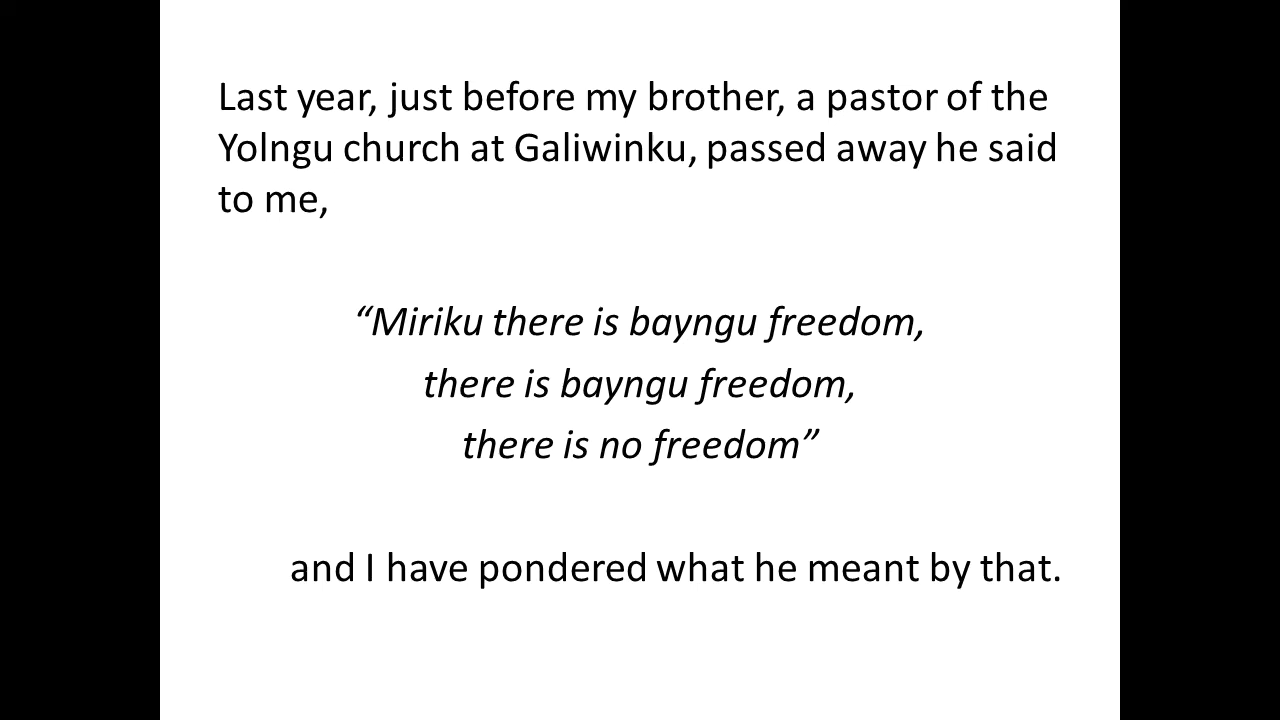 Last year, just before my brother, a pastor of the
Yolngu church at Galiwinku, passed away he said
to me,
“Miriku there is bayngu freedom,
there is bayngu freedom,
there is no freedom”
and I have pondered what he meant by that.